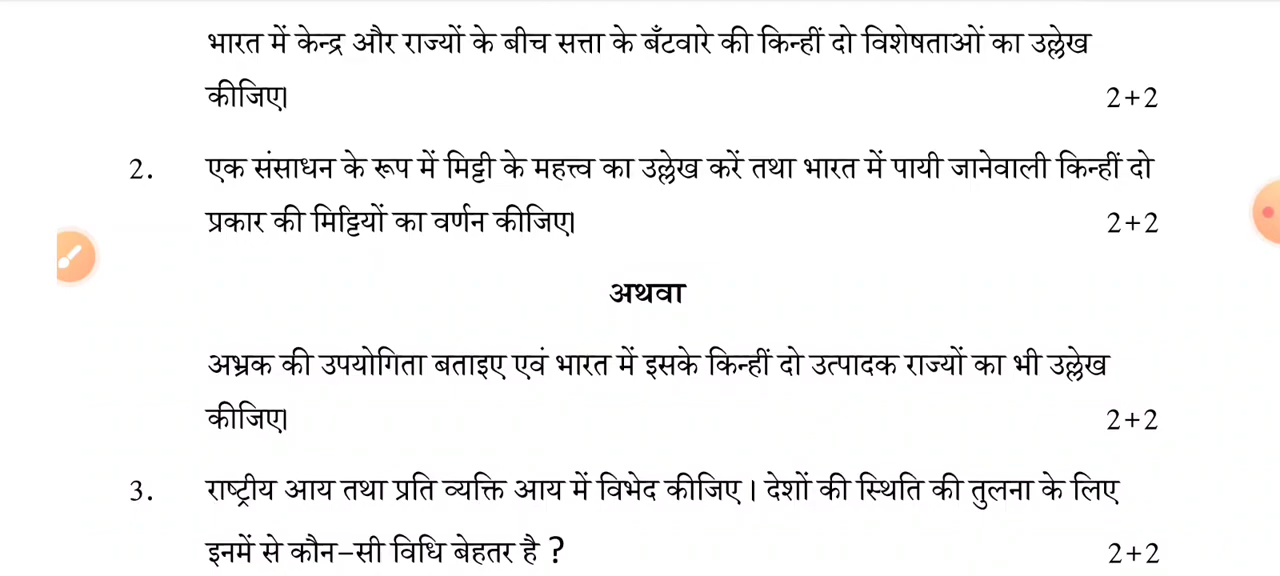 भारत में केन्द्र और राज्यों के बीच सत्ता के बँटवारे की किन्हीं दो विशेषताओं का उल्लेख
कीजिए। 2+2
2. एक संसाधन के रूप में मिट्टी के महत्त्व का उल्लेख करें तथा भारत में पायी जानेवाली किन्हीं दो
प्रकार की मिट्टियों का वर्णन कीजिए। 2+2
अथवा
अभ्रक की उपयोगिता बताइए एवं भारत में इसके किन्हीं दो उत्पादक राज्यों का भी उल्लेख
कीजिए। 2+2
3. राष्ट्रीय आय तथा प्रति व्यक्ति आय में विभेद कीजिए। देशों की स्थिति की तुलना के लिए
इनमें से कौन-सी विधि बेहतर है ? 2+2